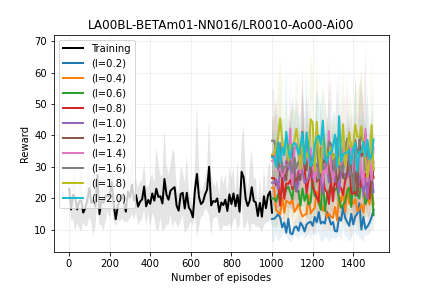 LA00BL-BETAm01-NN016/LR0010-Ao00-Ai00
70
60
50
40
30
20
10
Reward
Training
(l=0.2)
(l=0.4)
(l=0.6)
(l=0.8)
(l=1.0)
(l=1.2)
(l=1.4)
(l=1.6)
(l=1.8)
(l=2.0)
0 200 400 600 800 1000 1200 1400
Number of episodes